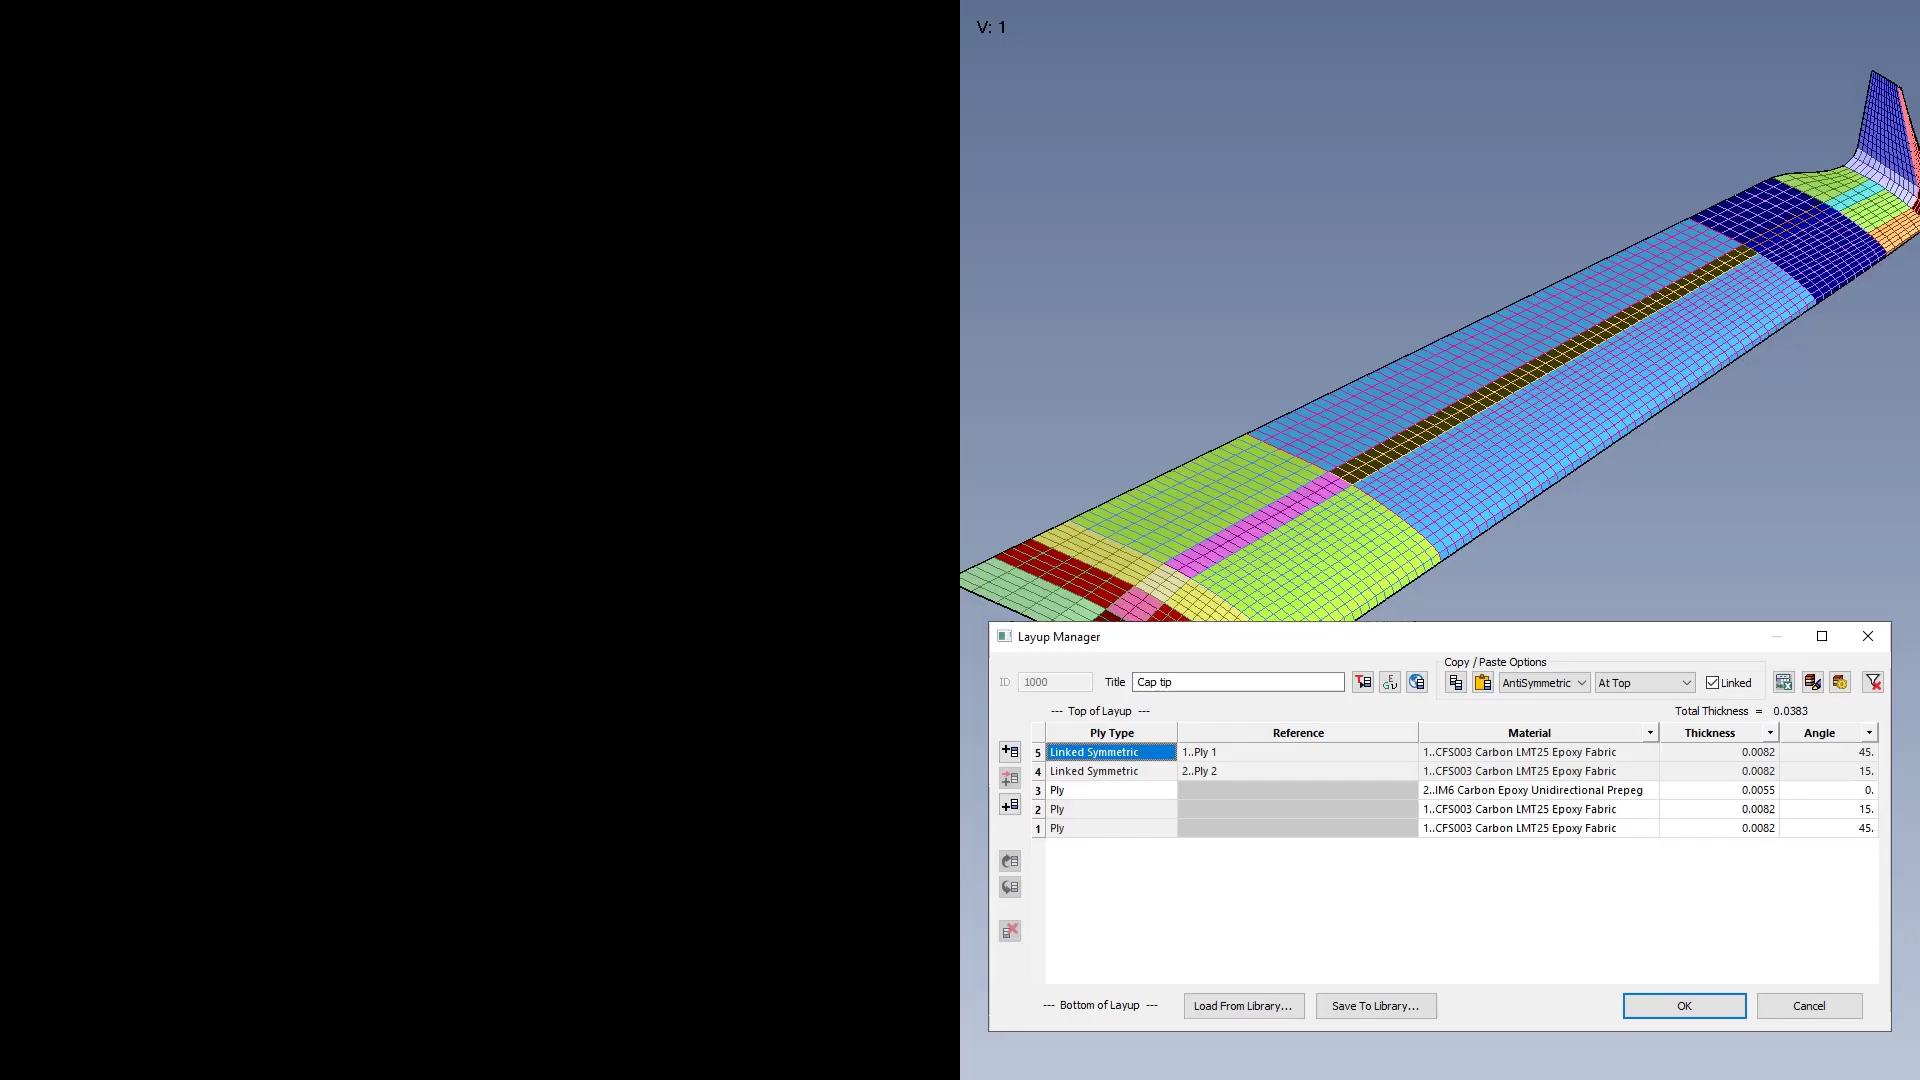 V: 1
Layup Manager
Copy / Paste Options
ID 1000 Title Cap tip AntiSymmetric At Top Linked
--- Top of Layup --- Total Thickness = 0.0383
Ply Type Reference Material Thickness Angle
5 Linked Symmetric 1..Ply 1 1..CFS003 Carbon LMT25 Epoxy Fabric 0.0082 45.
4 Linked Symmetric 2..Ply 2 1..CFS003 Carbon LMT25 Epoxy Fabric 0.0082 15.
3 Ply 2..IM6 Carbon Epoxy Unidirectional Prepeg 0.0055 0.
2 Ply 1..CFS003 Carbon LMT25 Epoxy Fabric 0.0082 15.
1 Ply 1..CFS003 Carbon LMT25 Epoxy Fabric 0.0082 45.
--- Bottom of Layup --- Load From Library... Save To Library... OK Cancel